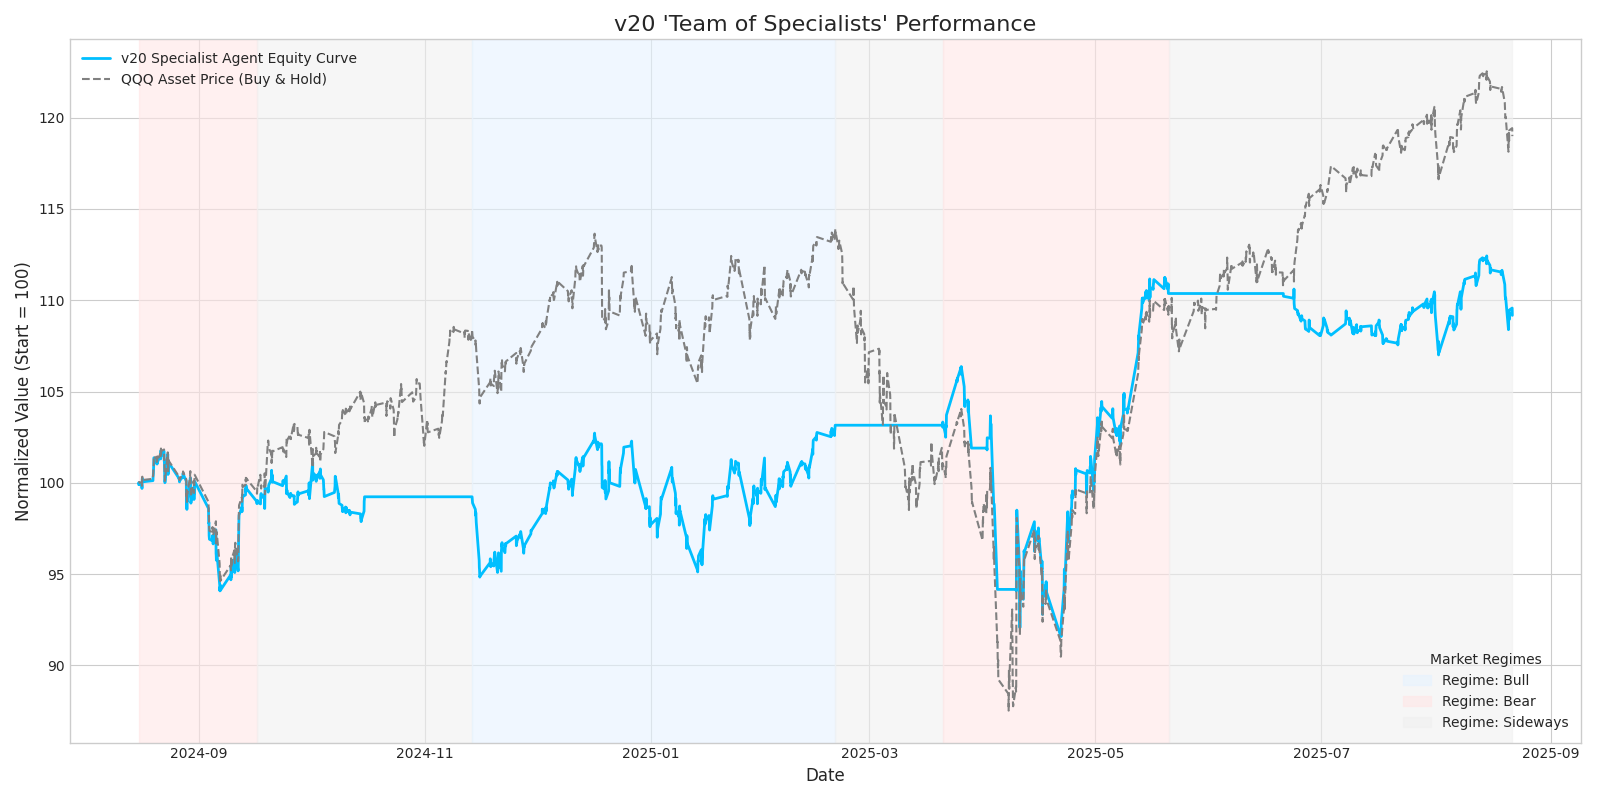 v20 'Team of Specialists' Performance
v20 Specialist Agent Equity Curve
QQQ Asset Price (Buy & Hold)
Normalized Value (Start = 100)
120
115
110
105
100
95
90
Market Regimes
Regime: Bull
Regime: Bear
Regime: Sideways
2024-09
2024-11
2025-01
2025-03
2025-05
2025-07
2025-09
Date